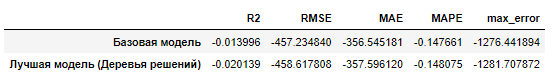 R2 RMSE MAE MAPE max_error
Базовая модель -0.013996 -457.234840 -356.545181 -0.147661 -1276.441894
Лучшая модель (Деревья решений) -0.020139 -458.617808 -357.596120 -0.148075 -1281.707872